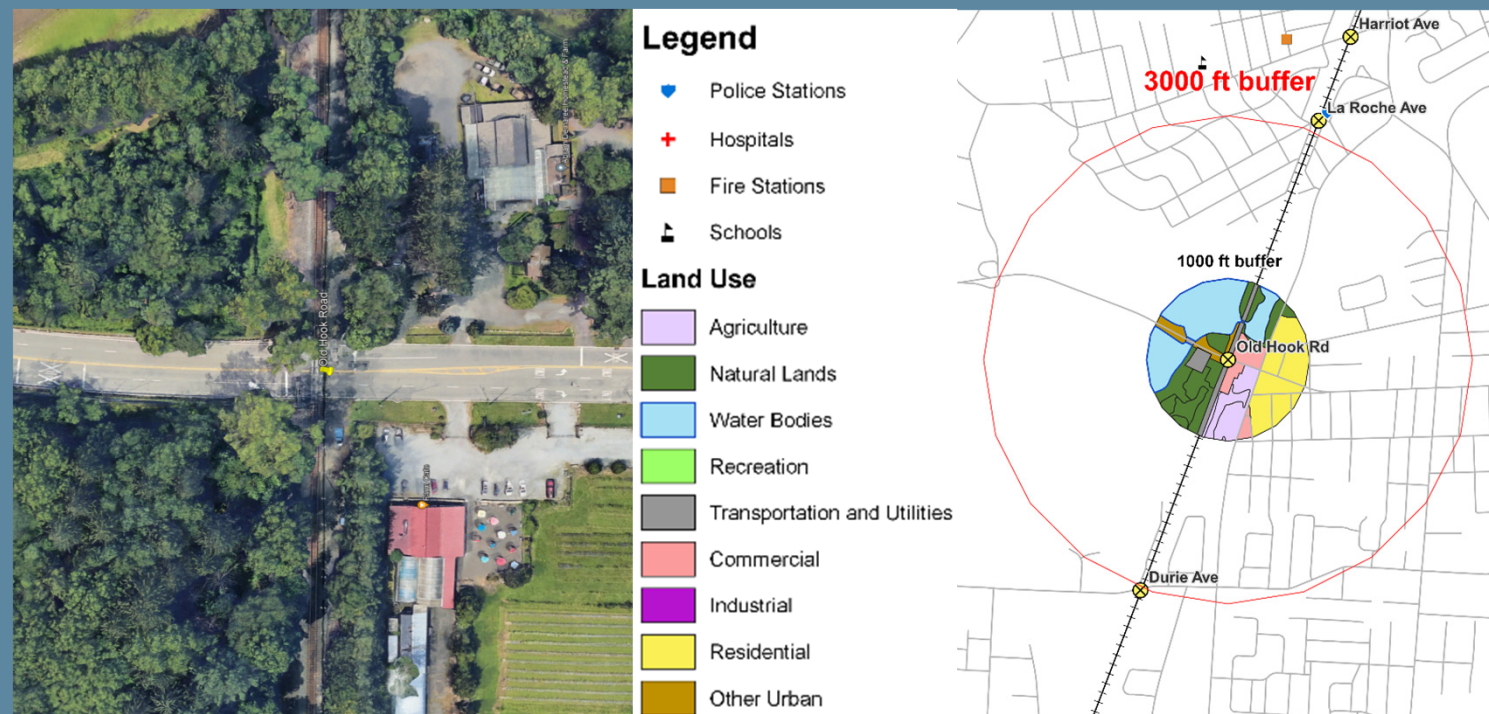 Old Hook Road
Legend
Police Stations
Hospitals
Fire Stations
Schools
Land Use
Agriculture
Natural Lands
Water Bodies
Recreation
Transportation and Utilities
Commercial
Industrial
Residential
Other Urban
Harriot Ave
3000 ft buffer
La Roche Ave
1000 ft buffer
Old Hook Rd
Durie Ave